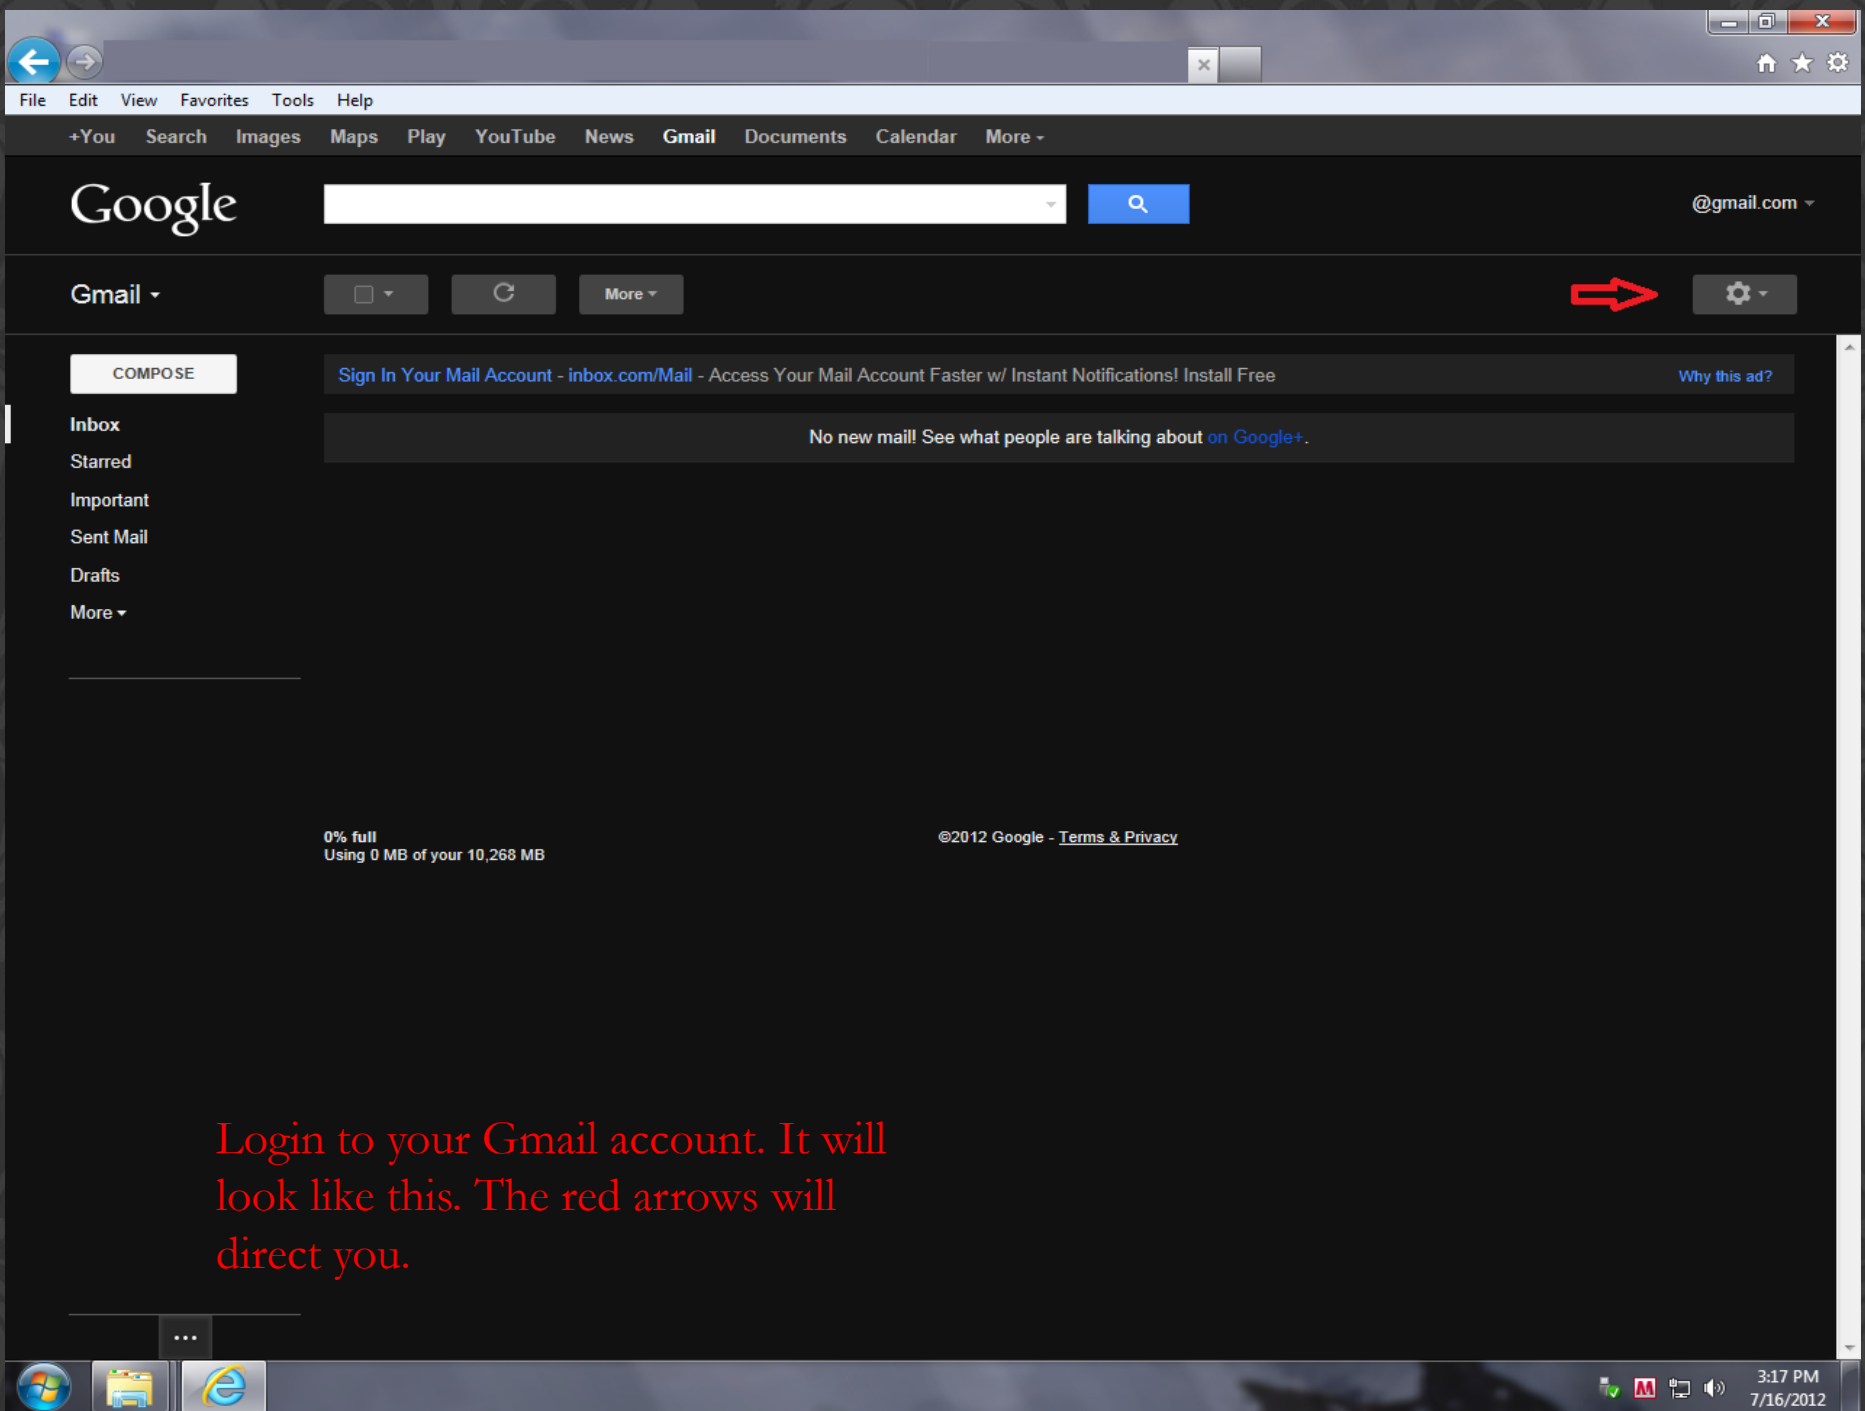 File Edit View Favorites Tools Help
+You Search Images Maps Play YouTube News Gmail Documents Calendar More
Google
@gmail.com
Gmail
More
COMPOSE
Sign In Your Mail Account - inbox.com/Mail - Access Your Mail Account Faster w/ Instant Notifications! Install Free
Why this ad?
Inbox
No new mail! See what people are talking about on Google+.
Starred
Important
Sent Mail
Drafts
More
0% full
Using 0 MB of your 10,268 MB
©2012 Google - Terms & Privacy
Login to your Gmail account. It will
look like this. The red arrows will
direct you.
...
3:17 PM
7/16/2012